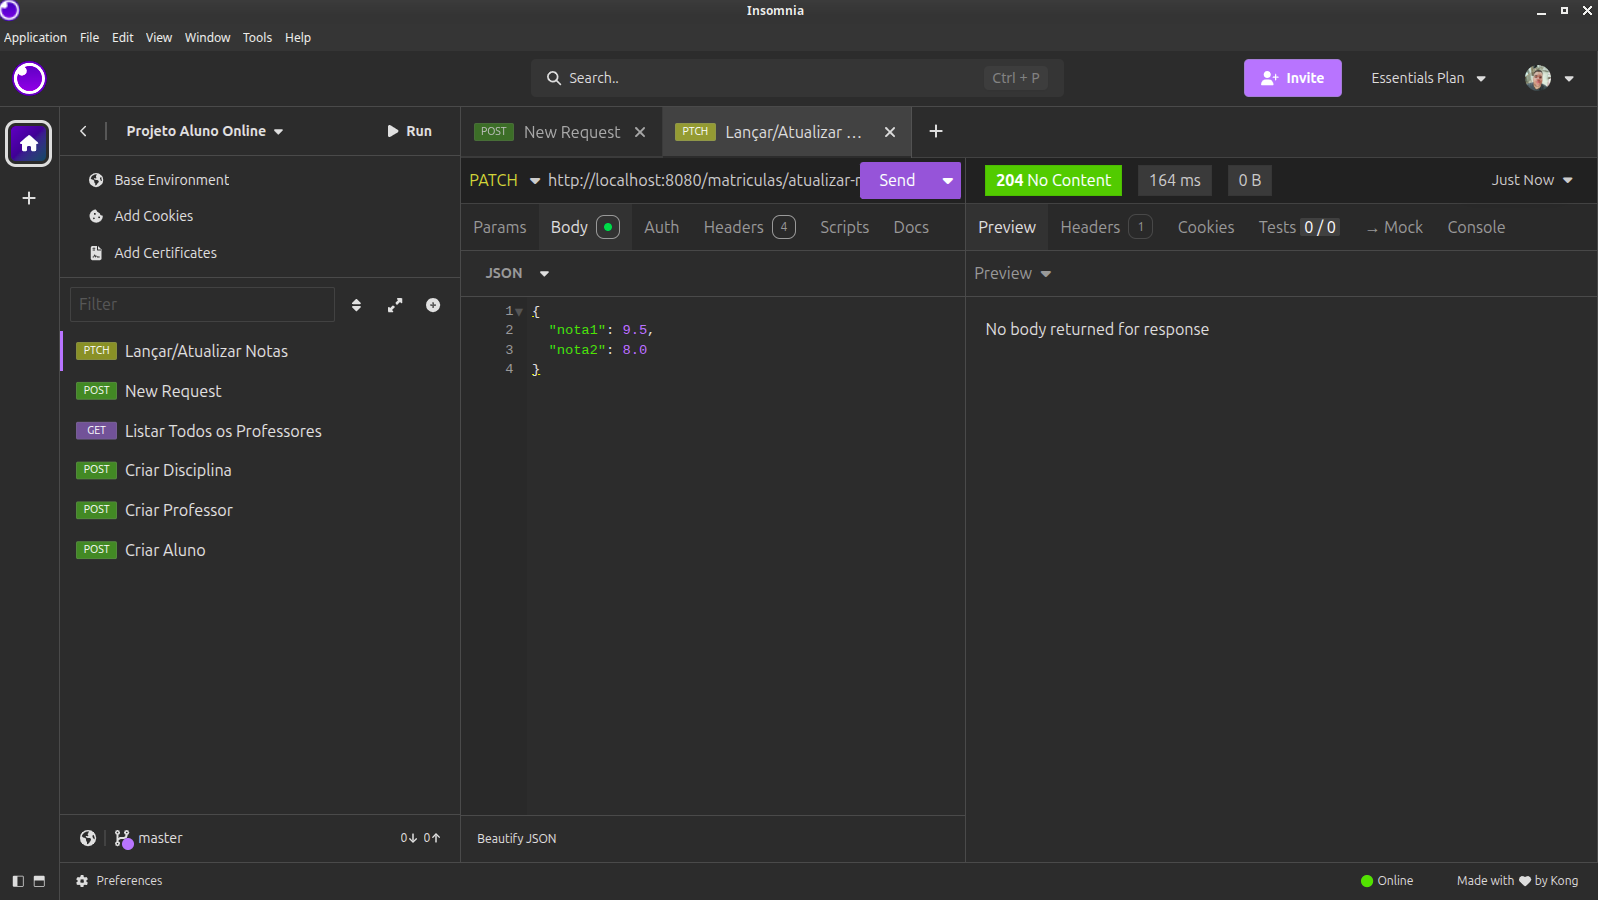 Insomnia
Application File Edit View Window Tools Help
Search.. Ctrl + P
Invite
Essentials Plan
Projeto Aluno Online
Run
Base Environment
Add Cookies
Add Certificates
Filter
PTCH Lançar/Atualizar Notas
POST New Request
GET Listar Todos os Professores
POST Criar Disciplina
POST Criar Professor
POST Criar Aluno
master 0 0
POST New Request
PTCH Lançar/Atualizar ...
PATCH http://localhost:8080/matriculas/atualizar-
Send
Params Body Auth Headers 4 Scripts Docs
JSON
1 {
2 "nota1": 9.5,
3 "nota2": 8.0
4 }
Beautify JSON
204 No Content 164 ms 0 B Just Now
Preview Headers 1 Cookies Tests 0 / 0 → Mock Console
Preview
No body returned for response
Preferences
Online
Made with ❤ by Kong